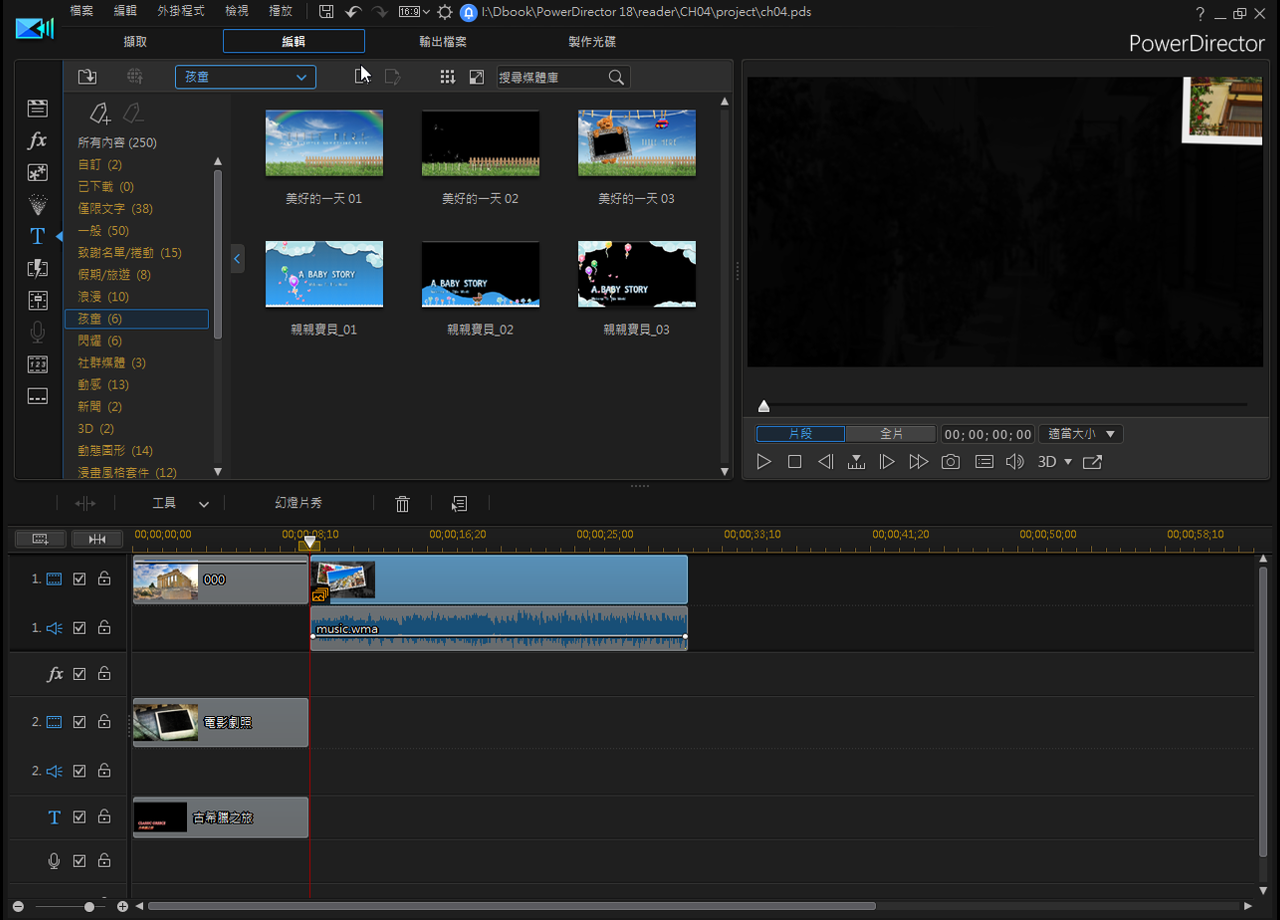 檔案 編輯 外掛程式 檢視 播放 16:9 I:\Dbook\PowerDirector 18\reader\CH04\project\ch04.pds
擷取 編輯 輸出檔案 製作光碟 PowerDirector
孩童 搜尋媒體庫
所有內容 (250)
自訂 (2)
已下載 (0)
僅限文字 (38)
一般 (50)
致謝名單/捲動 (15)
假期/旅遊 (8)
浪漫 (10)
孩童 (6)
閃耀 (6)
社群媒體 (3)
動感 (13)
新聞 (2)
3D (2)
動態圖形 (14)
漫畫風格套件 (12)
美好的一天 01 美好的一天 02 美好的一天 03
A BABY STORY A BABY STORY A BABY STORY
親親寶貝_01 親親寶貝_02 親親寶貝_03
片段 全片 00;00;00;00 適當大小
3D
工具 幻燈片秀
00;00;00;00 00;00;08;10 00;00;16;20 00;00;25;00 00;00;33;10 00;00;41;20 00;00;50;00 00;00;58;10
1. 000
1. music.wma
fx
2. 電影劇照
2.
T CLASSIC GREECE 古希臘之旅